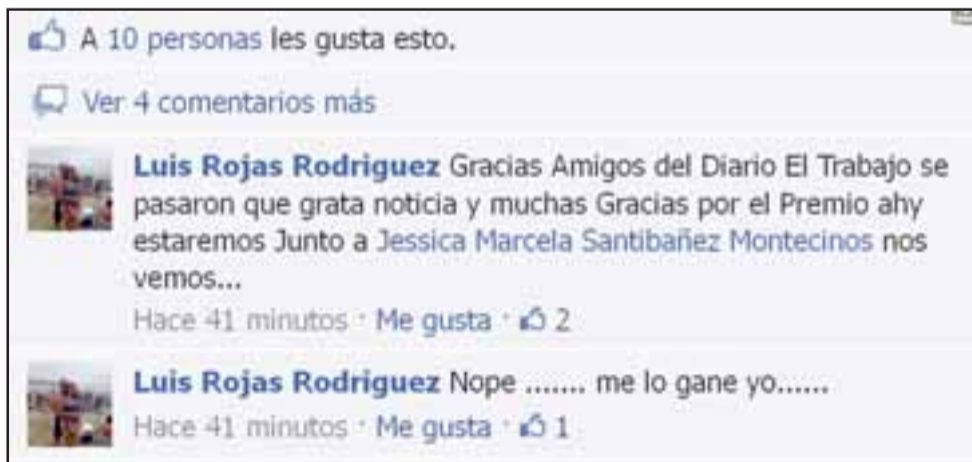 A 10 personas les gusta esto.
Ver 4 comentarios más
Luis Rojas Rodriguez Gracias Amigos del Diario El Trabajo se
pasaron que grata noticia y muchas Gracias por el Premio ahy
estaremos Junto a Jessica Marcela Santibañez Montecinos nos
vemos...
Hace 41 minutos · Me gusta · 2
Luis Rojas Rodriguez Nope ....... me lo gane yo......
Hace 41 minutos · Me gusta · 1